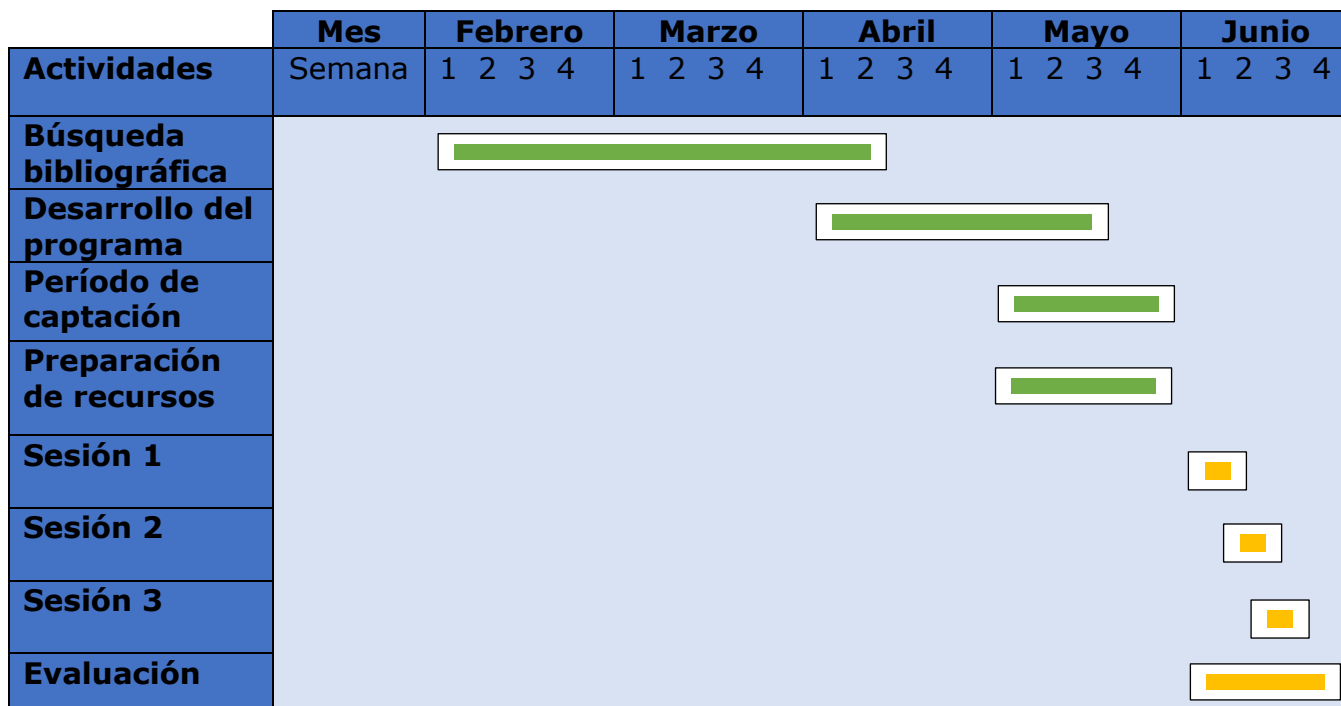 Mes Febrero Marzo Abril Mayo Junio
Actividades Semana 1 2 3 4 1 2 3 4 1 2 3 4 1 2 3 4 1 2 3 4
Búsqueda
bibliográfica
Desarrollo del
programa
Período de
captación
Preparación
de recursos
Sesión 1
Sesión 2
Sesión 3
Evaluación